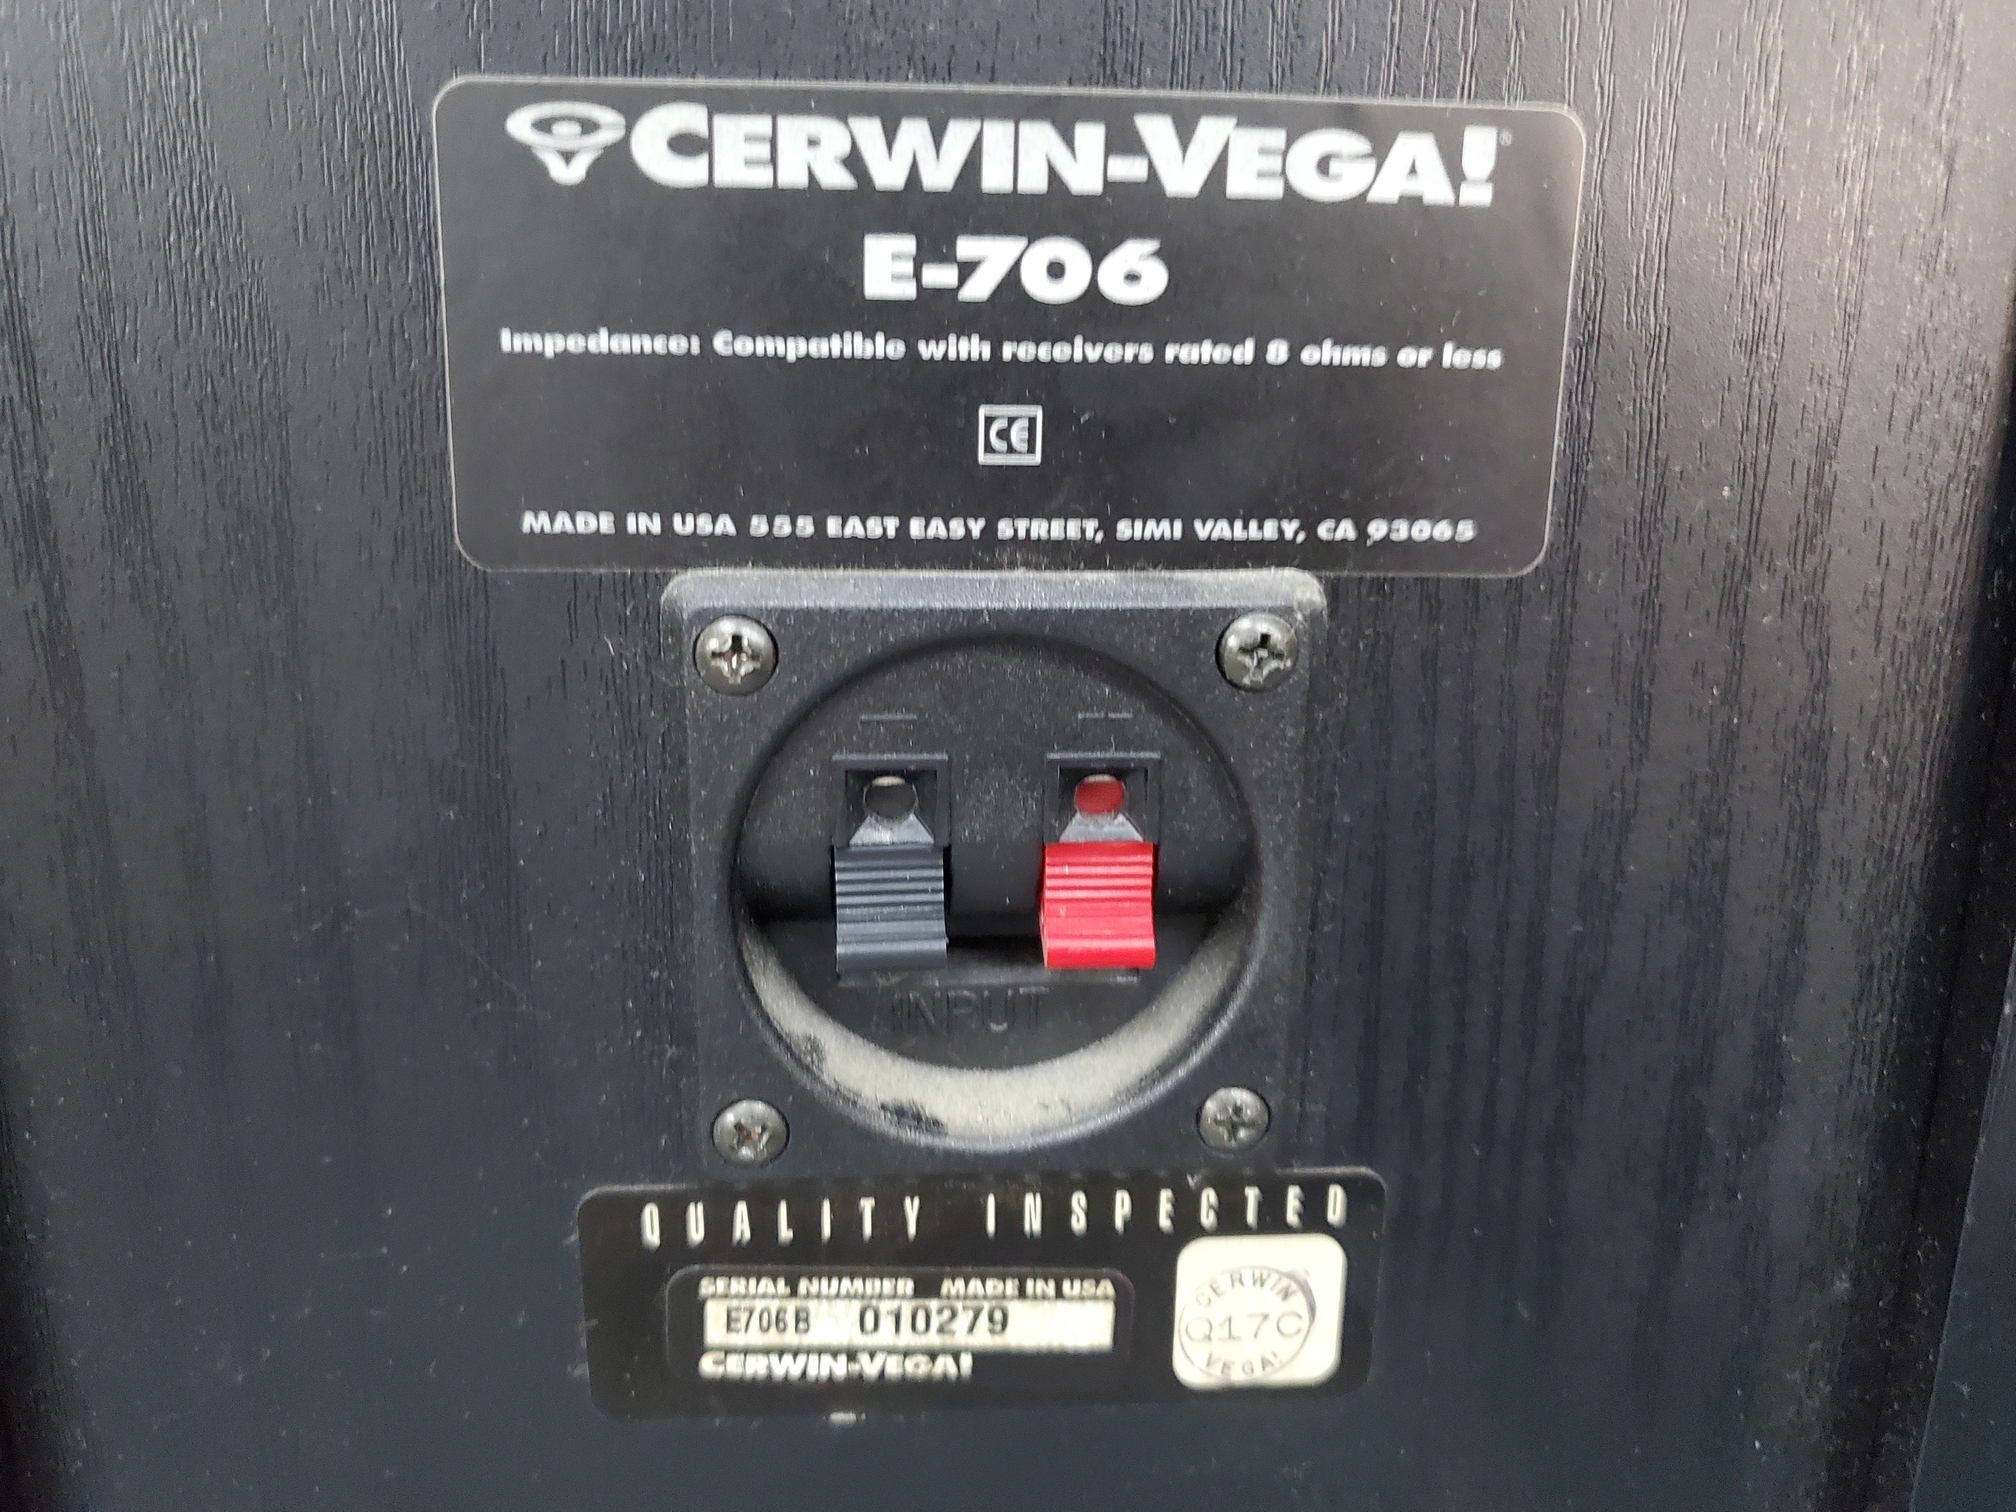 CERWIN-VEGA!®
E-706
Impedance: Compatible with receivers rated 8 ohms or less
CE
MADE IN USA 555 EAST EASY STREET, SIMI VALLEY, CA 93065
INPUT
QUALITY INSPECTED
SERIAL NUMBER MADE IN USA
E706B 010279
CERWIN-VEGA!
CERWIN
Q17C
VEGA!